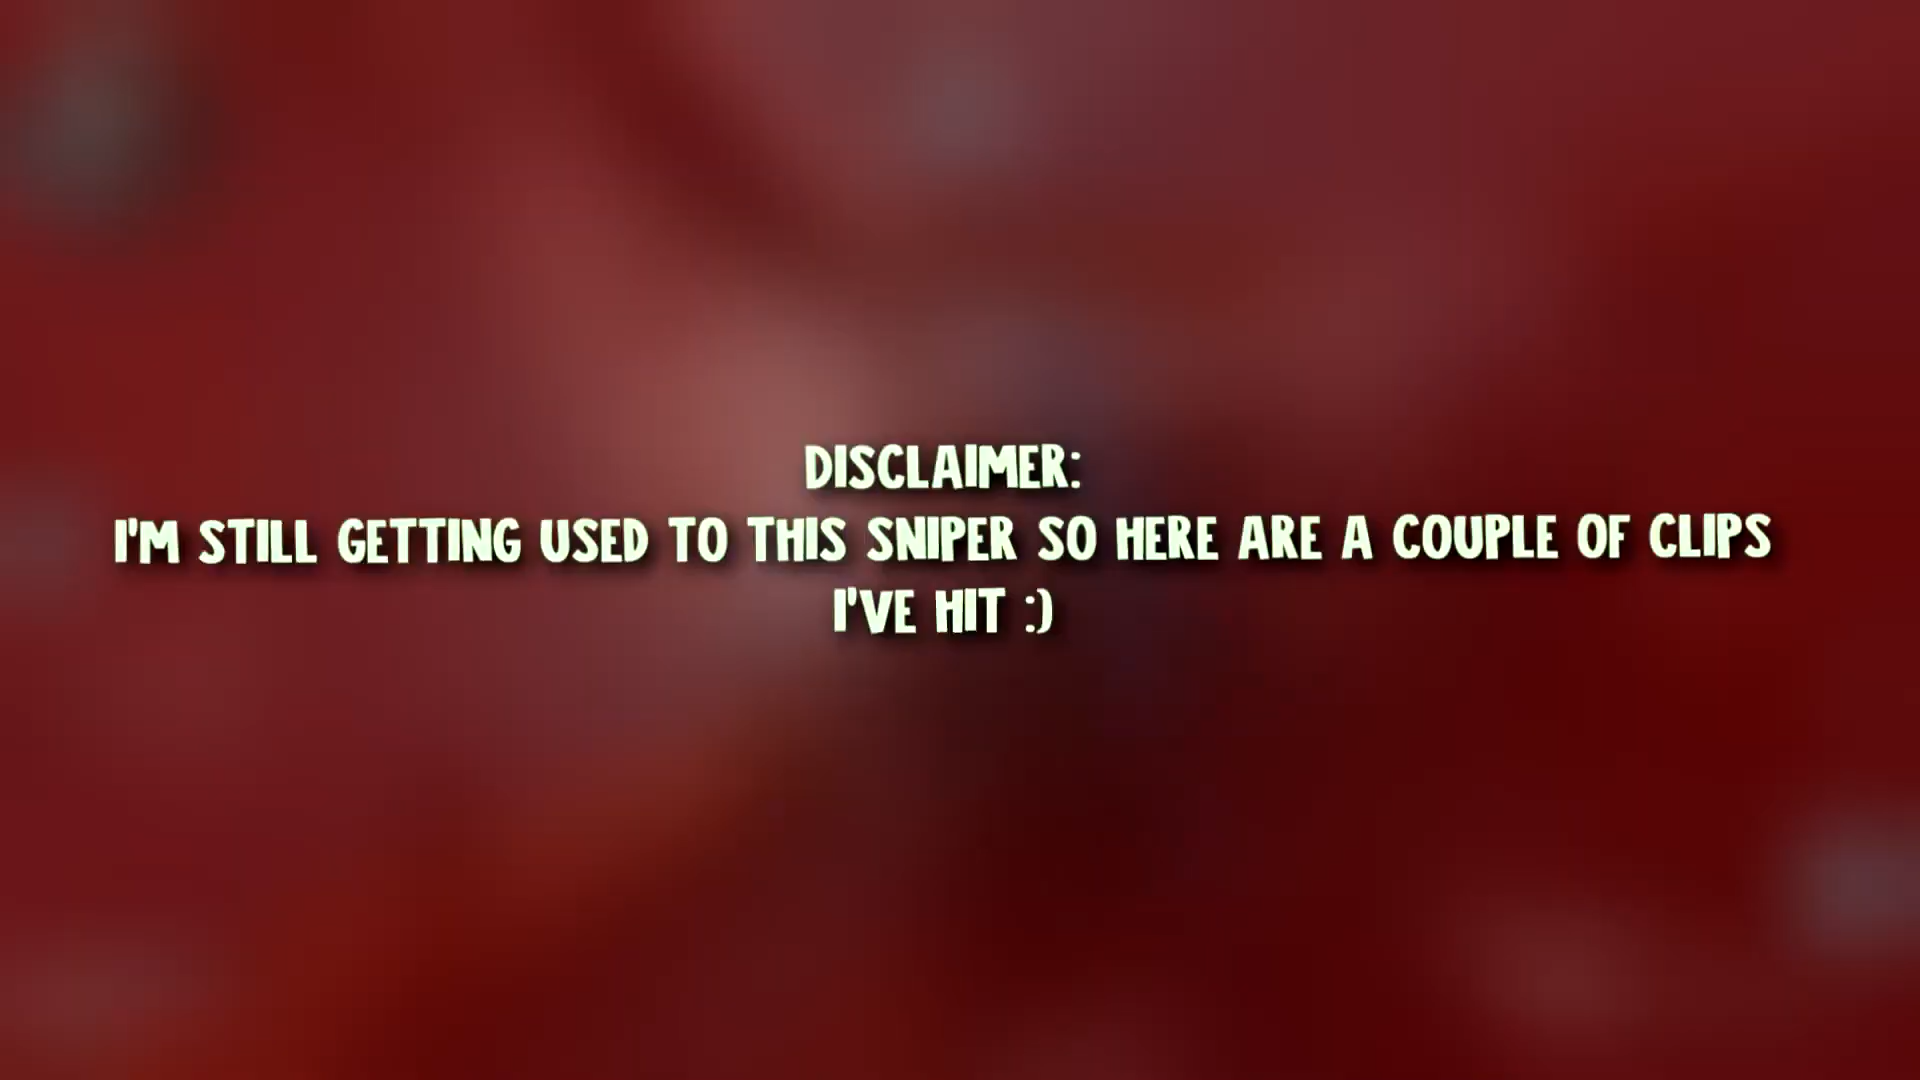 DISCLAIMER:
I'M STILL GETTING USED TO THIS SNIPER SO HERE ARE A COUPLE OF CLIPS
I'VE HIT :)